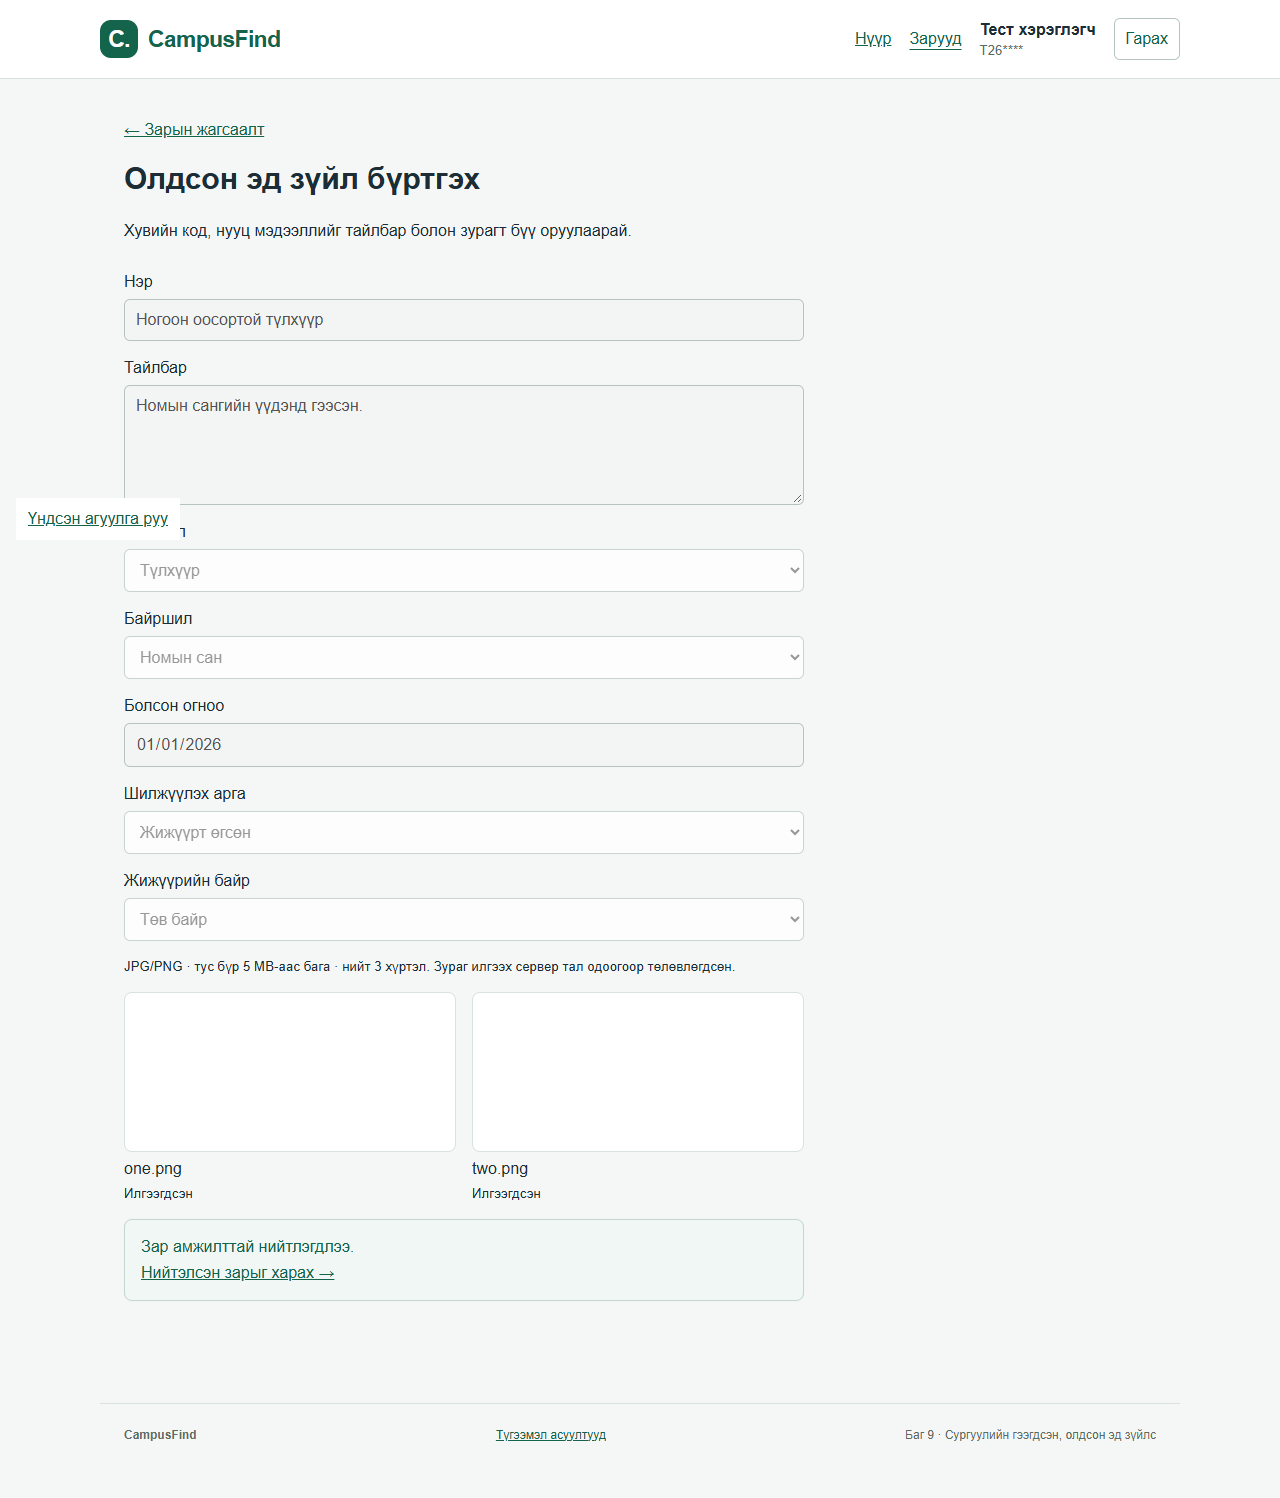 C. CampusFind
Нүүр Зарууд Тест хэрэглэгч Гарах
T26****
← Зарын жагсаалт
Олдсон эд зүйл бүртгэх
Хувийн код, нууц мэдээллийг тайлбар болон зурагт бүү оруулаарай.
Нэр
Ногоон оосортой түлхүүр
Тайлбар
Номын сангийн үүдэнд гээсэн.
Үндсэн агуулга руу
Түлхүүр
Байршил
Номын сан
Болсон огноо
01/01/2026
Шилжүүлэх арга
Жижүүрт өгсөн
Жижүүрийн байр
Төв байр
JPG/PNG · тус бүр 5 MB-аас бага · нийт 3 хүртэл. Зураг илгээх сервер тал одоогоор төлөвлөгдсөн.
one.png two.png
Илгээгдсэн Илгээгдсэн
Зар амжилттай нийтлэгдлээ.
Нийтэлсэн зарыг харах →
CampusFind Түгээмэл асуултууд Баг 9 · Сургуулийн гээгдсэн, олдсон эд зүйлс